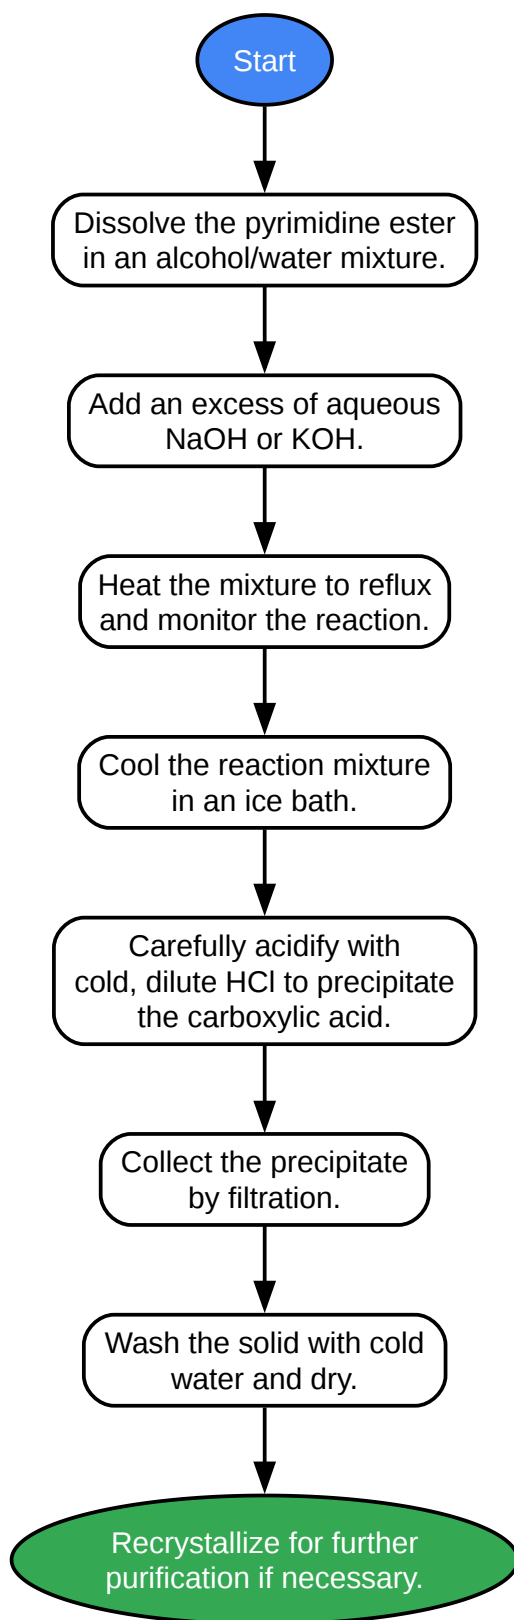 Start
Dissolve the pyrimidine ester
in an alcohol/water mixture.
Add an excess of aqueous
NaOH or KOH.
Heat the mixture to reflux
and monitor the reaction.
Cool the reaction mixture
in an ice bath.
Carefully acidify with
cold, dilute HCl to precipitate
the carboxylic acid.
Collect the precipitate
by filtration.
Wash the solid with cold
water and dry.
Recrystallize for further
purification if necessary.